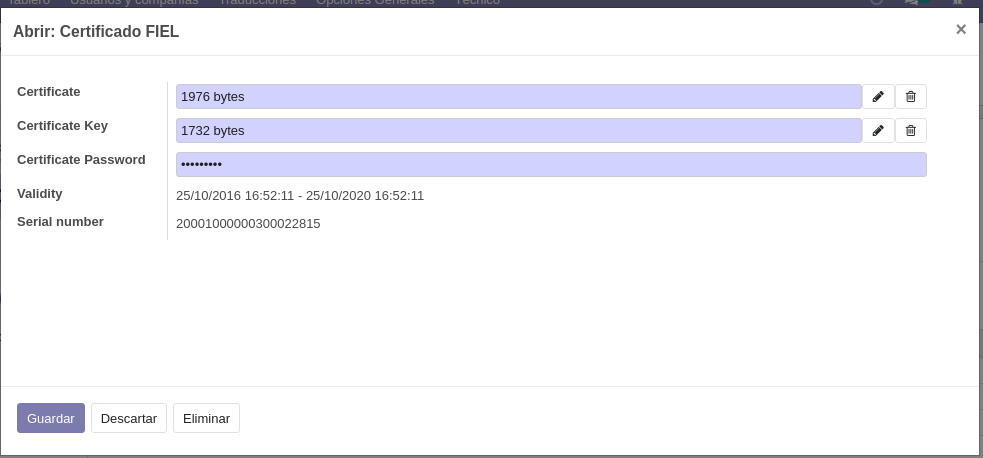 Tablero Usuarios y compañías Traducciones Opciones Generales Técnico
Abrir: Certificado FIEL
×
Certificate 1976 bytes
Certificate Key 1732 bytes
Certificate Password •••••••••
Validity 25/10/2016 16:52:11 - 25/10/2020 16:52:11
Serial number 20001000000300022815
Guardar Descartar Eliminar